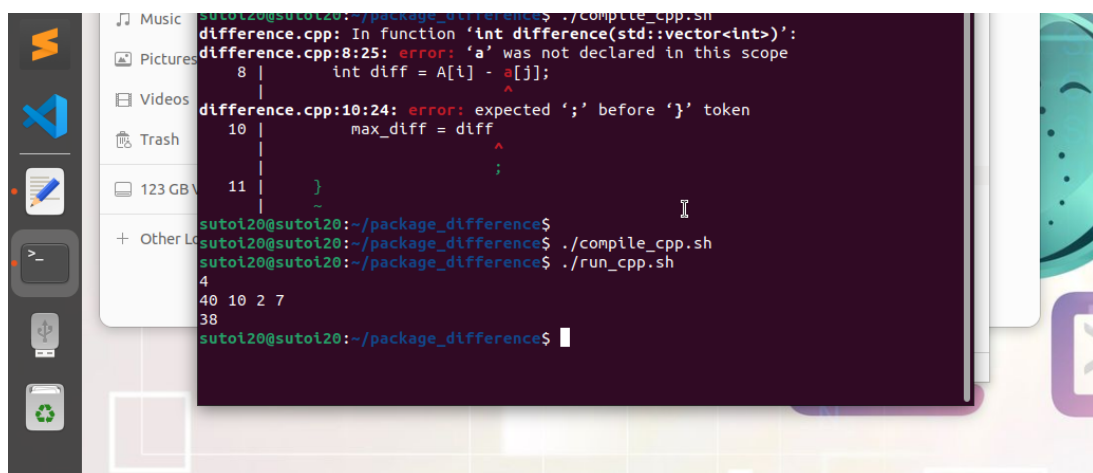 Music
Pictures
Videos
Trash
123 GB V
+ Other Lo
sutoi20@sutoi20:~/package_difference$ ./compile_cpp.sh
difference.cpp: In function ‘int difference(std::vector<int>)’:
difference.cpp:8:25: error: ‘a’ was not declared in this scope
8 | int diff = A[i] - a[j];
| ^
difference.cpp:10:24: error: expected ‘;’ before ‘}’ token
10 | max_diff = diff
| ^
| ;
11 | }
| ~
sutoi20@sutoi20:~/package_difference$
sutoi20@sutoi20:~/package_difference$ ./compile_cpp.sh
sutoi20@sutoi20:~/package_difference$ ./run_cpp.sh
4
40 10 2 7
38
sutoi20@sutoi20:~/package_difference$